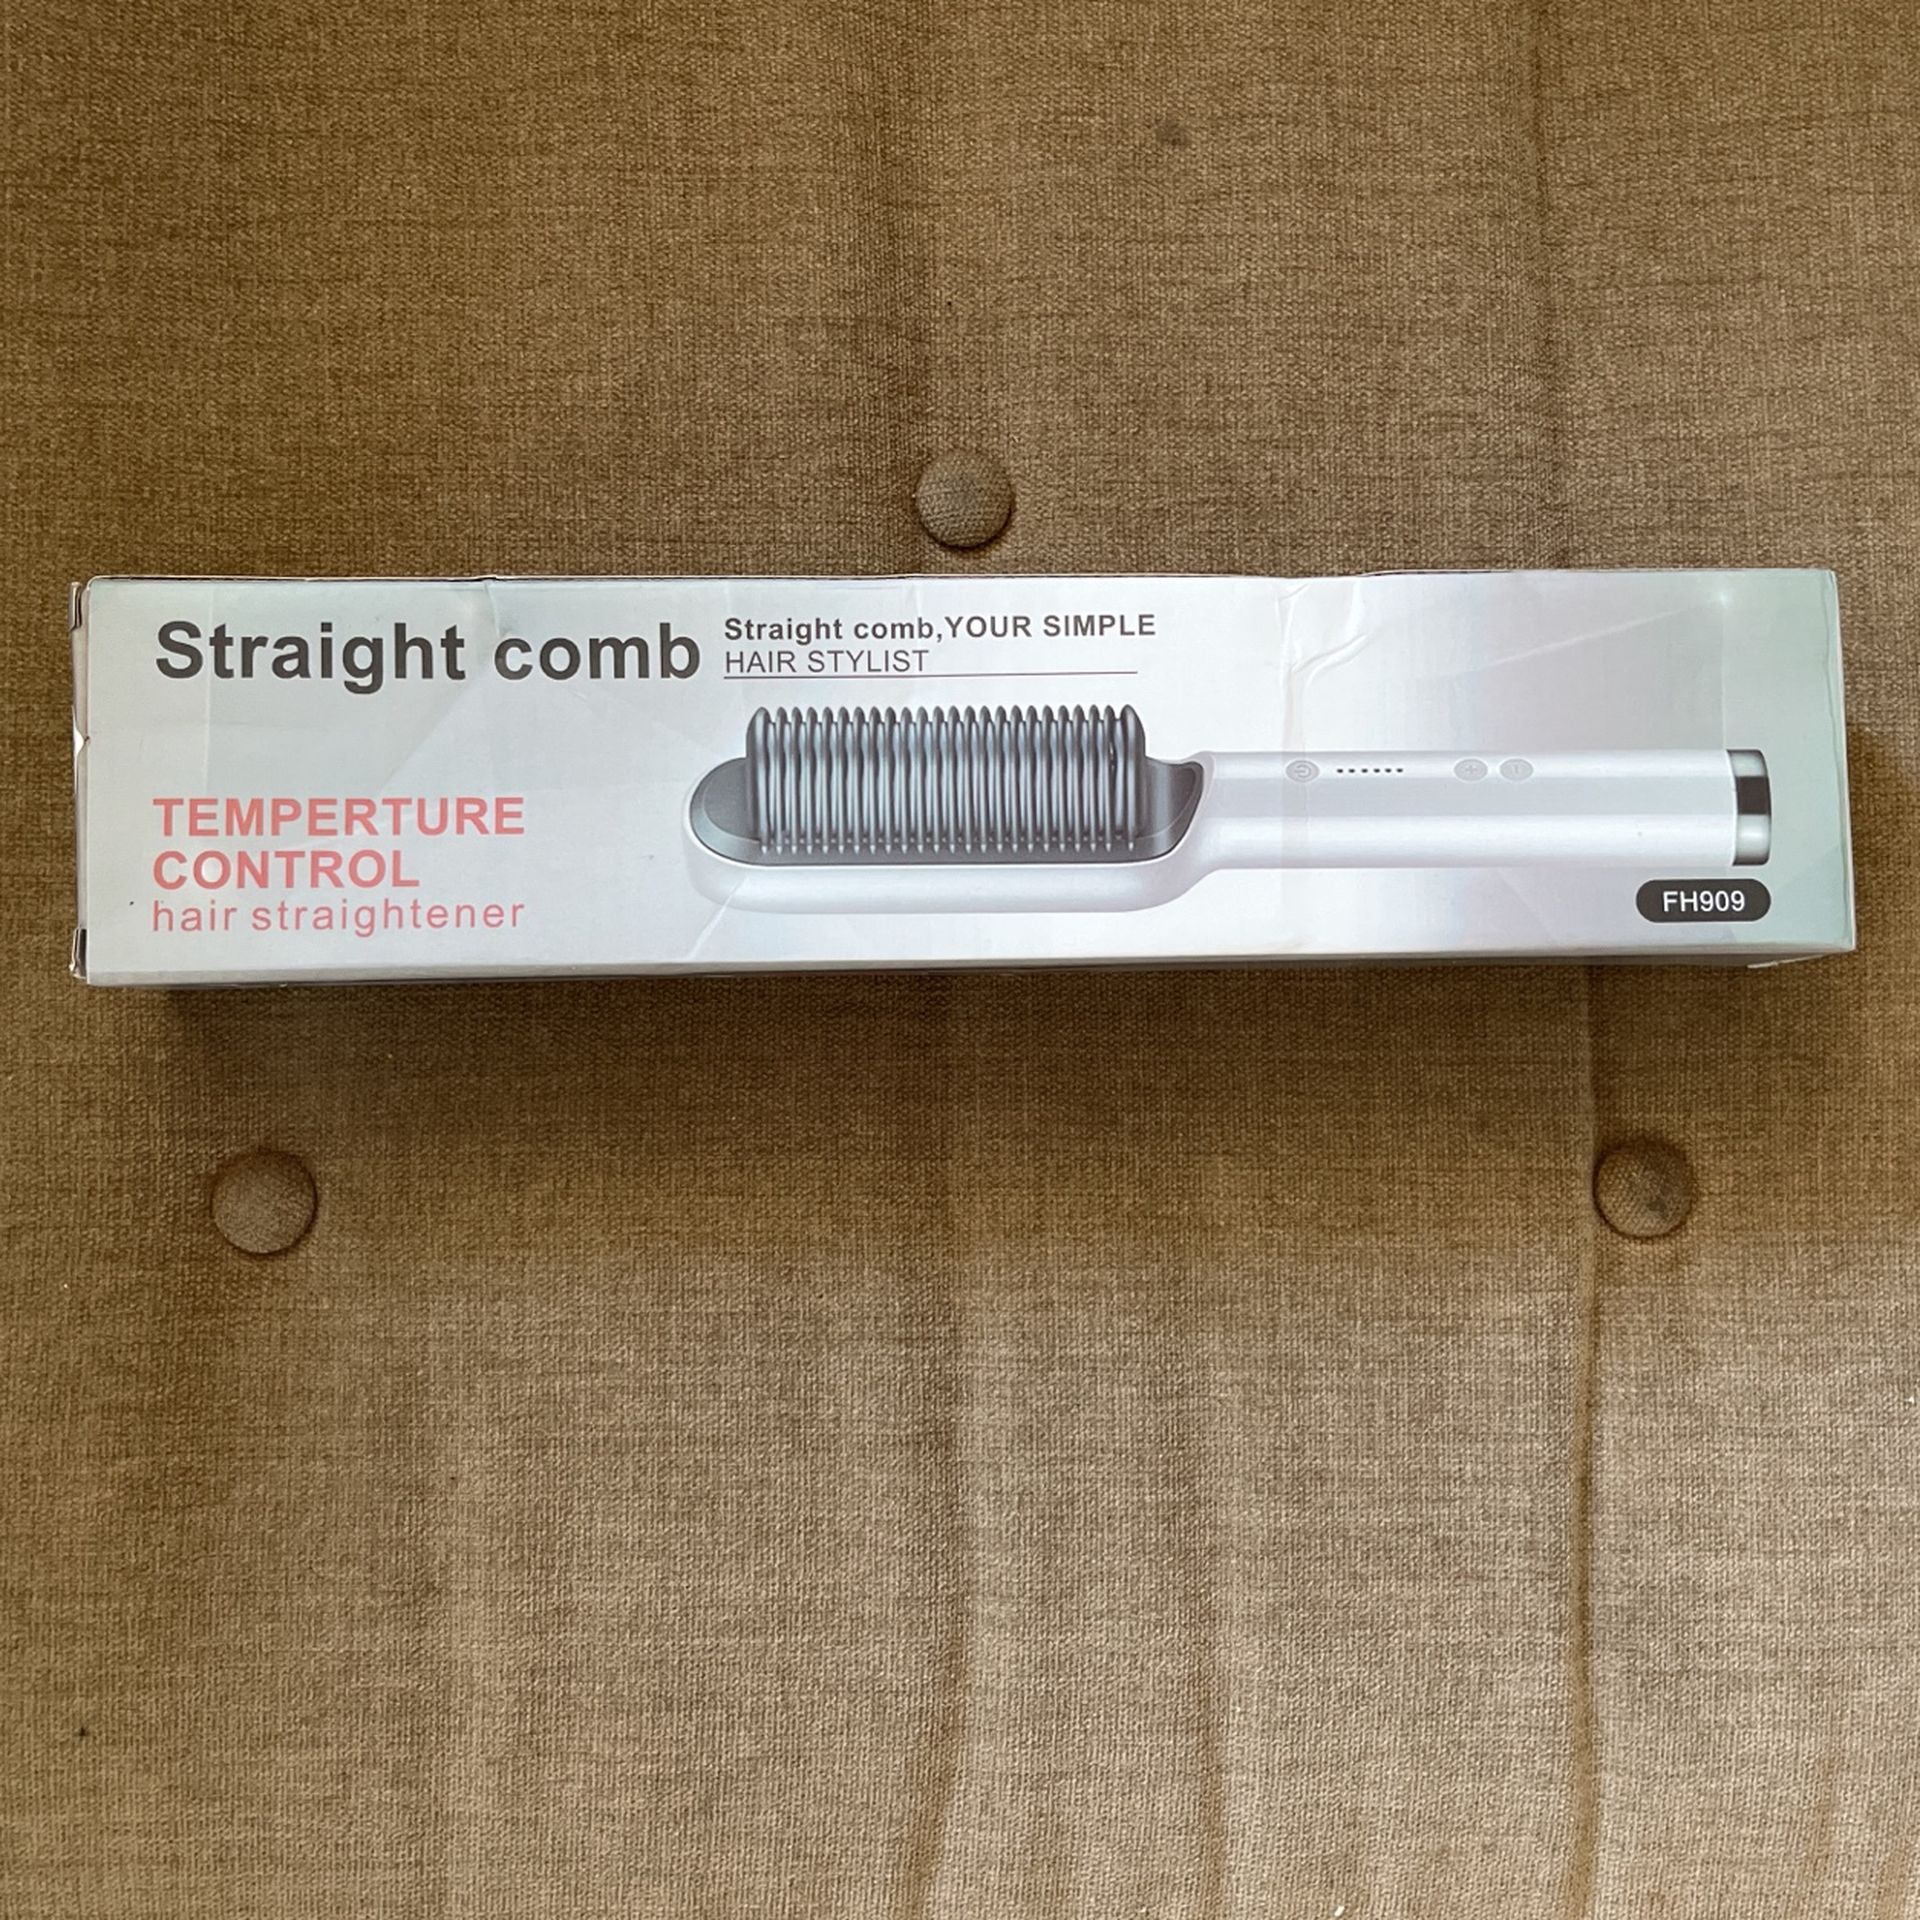 Straight comb
Straight comb,YOUR SIMPLE
HAIR STYLIST
TEMPERTURE
CONTROL
hair straightener
FH909